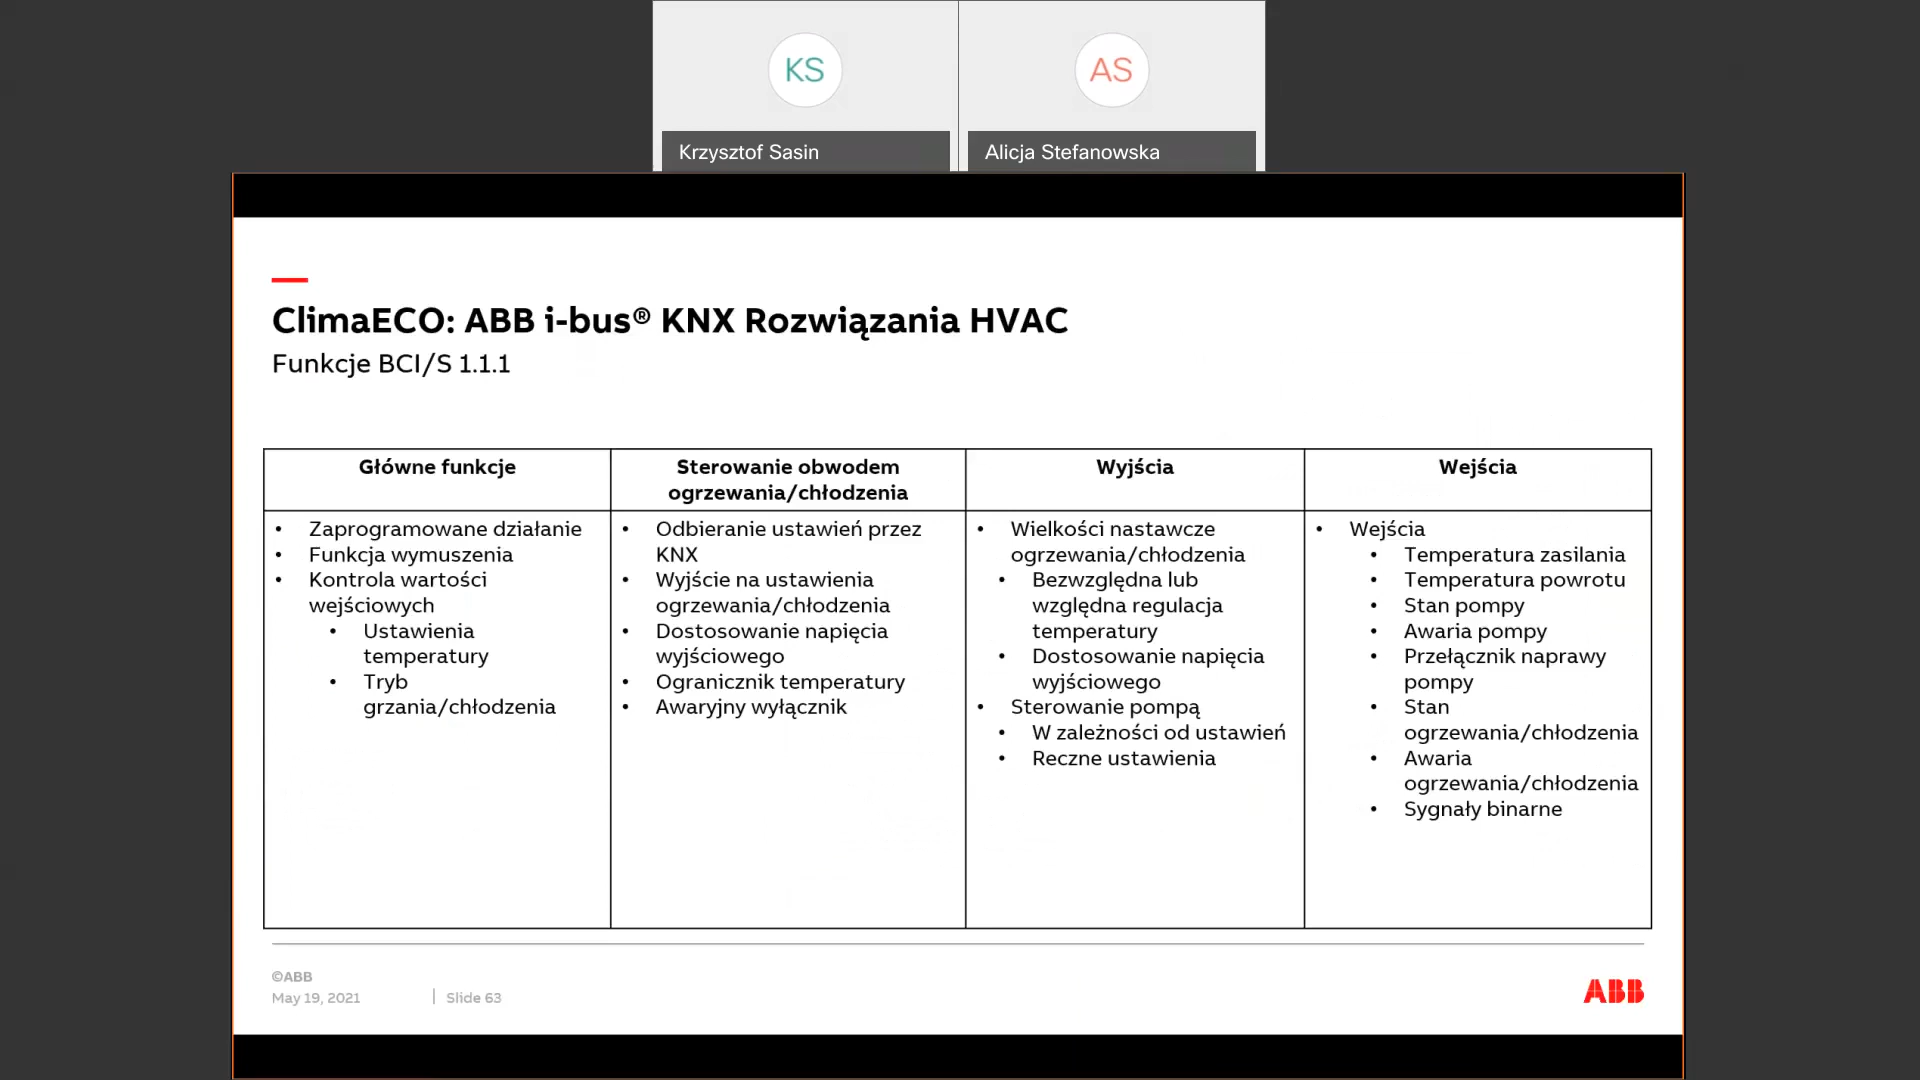 KS
AS
Krzysztof Sasin
Alicja Stefanowska
ClimaECO: ABB i-bus® KNX Rozwiązania HVAC
Funkcje BCI/S 1.1.1
Główne funkcje
• Zaprogramowane działanie
• Funkcja wymuszenia
• Kontrola wartości
wejściowych
• Ustawienia
temperatury
• Tryb
grzania/chłodzenia
Sterowanie obwodem
ogrzewania/chłodzenia
• Odbieranie ustawień przez
KNX
• Wyjście na ustawienia
ogrzewania/chłodzenia
• Dostosowanie napięcia
wyjściowego
• Ogranicznik temperatury
• Awaryjny wyłącznik
Wyjścia
• Wielkości nastawcze
ogrzewania/chłodzenia
• Bezwzględna lub
względna regulacja
temperatury
• Dostosowanie napięcia
wyjściowego
• Sterowanie pompą
• W zależności od ustawień
• Reczne ustawienia
Wejścia
• Wejścia
• Temperatura zasilania
• Temperatura powrotu
• Stan pompy
• Awaria pompy
• Przełącznik naprawy
pompy
• Stan
ogrzewania/chłodzenia
• Awaria
ogrzewania/chłodzenia
• Sygnały binarne
©ABB
May 19, 2021
Slide 63
ABB